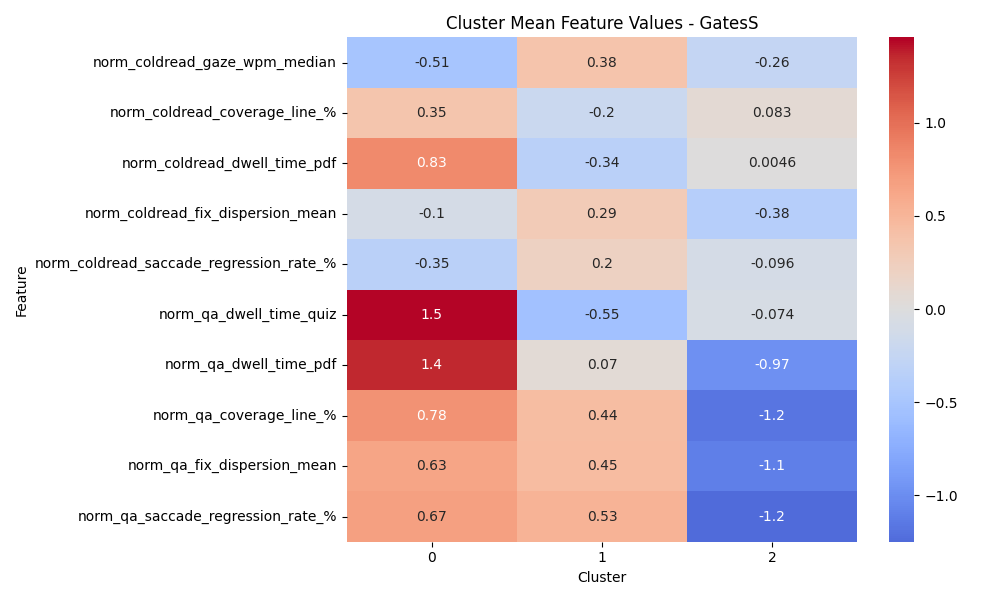 Cluster Mean Feature Values - GatesS
norm_coldread_gaze_wpm_median -0.51 0.38 -0.26
norm_coldread_coverage_line_% 0.35 -0.2 0.083
norm_coldread_dwell_time_pdf 0.83 -0.34 0.0046
norm_coldread_fix_dispersion_mean -0.1 0.29 -0.38
norm_coldread_saccade_regression_rate_% -0.35 0.2 -0.096
norm_qa_dwell_time_quiz 1.5 -0.55 -0.074
norm_qa_dwell_time_pdf 1.4 0.07 -0.97
norm_qa_coverage_line_% 0.78 0.44 -1.2
norm_qa_fix_dispersion_mean 0.63 0.45 -1.1
norm_qa_saccade_regression_rate_% 0.67 0.53 -1.2
0 1 2
Cluster
Feature
1.0
0.5
0.0
−0.5
−1.0